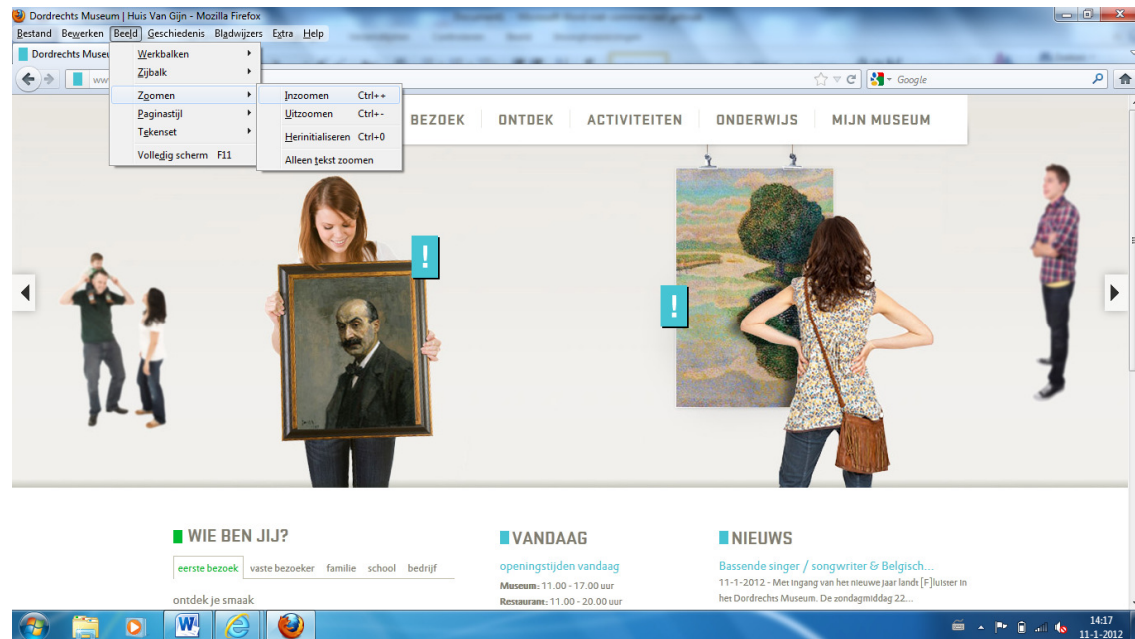 Dordrechts Museum | Huis Van Gijn - Mozilla Firefox
Bestand Bewerken Beeld Geschiedenis Bladwijzers Extra Help
Dordrechts
Werkbalken
Zijbalk
Zoomen
Paginastijl
Tekenset
Volledig scherm F11
Inzoomen Ctrl++
Uitzoomen Ctrl+-
Herinitialiseren Ctrl+0
Alleen tekst zoomen
Google
BEZOEK ONTDEK ACTIVITEITEN ONDERWIJS MIJN MUSEUM
!
!
WIE BEN JIJ?
eerste bezoek vaste bezoeker familie school bedrijf
ontdek je smaak
VANDAAG
openingstijden vandaag
Museum: 11.00 - 17.00 uur
Restaurant: 11.00 - 20.00 uur
NIEUWS
Bassende singer / songwriter & Belgisch...
11-1-2012 - Met ingang van het nieuwe jaar landt [F]luisser in
het Dordrechts Museum. De zondagmiddag 22...
14:17
11-1-2012